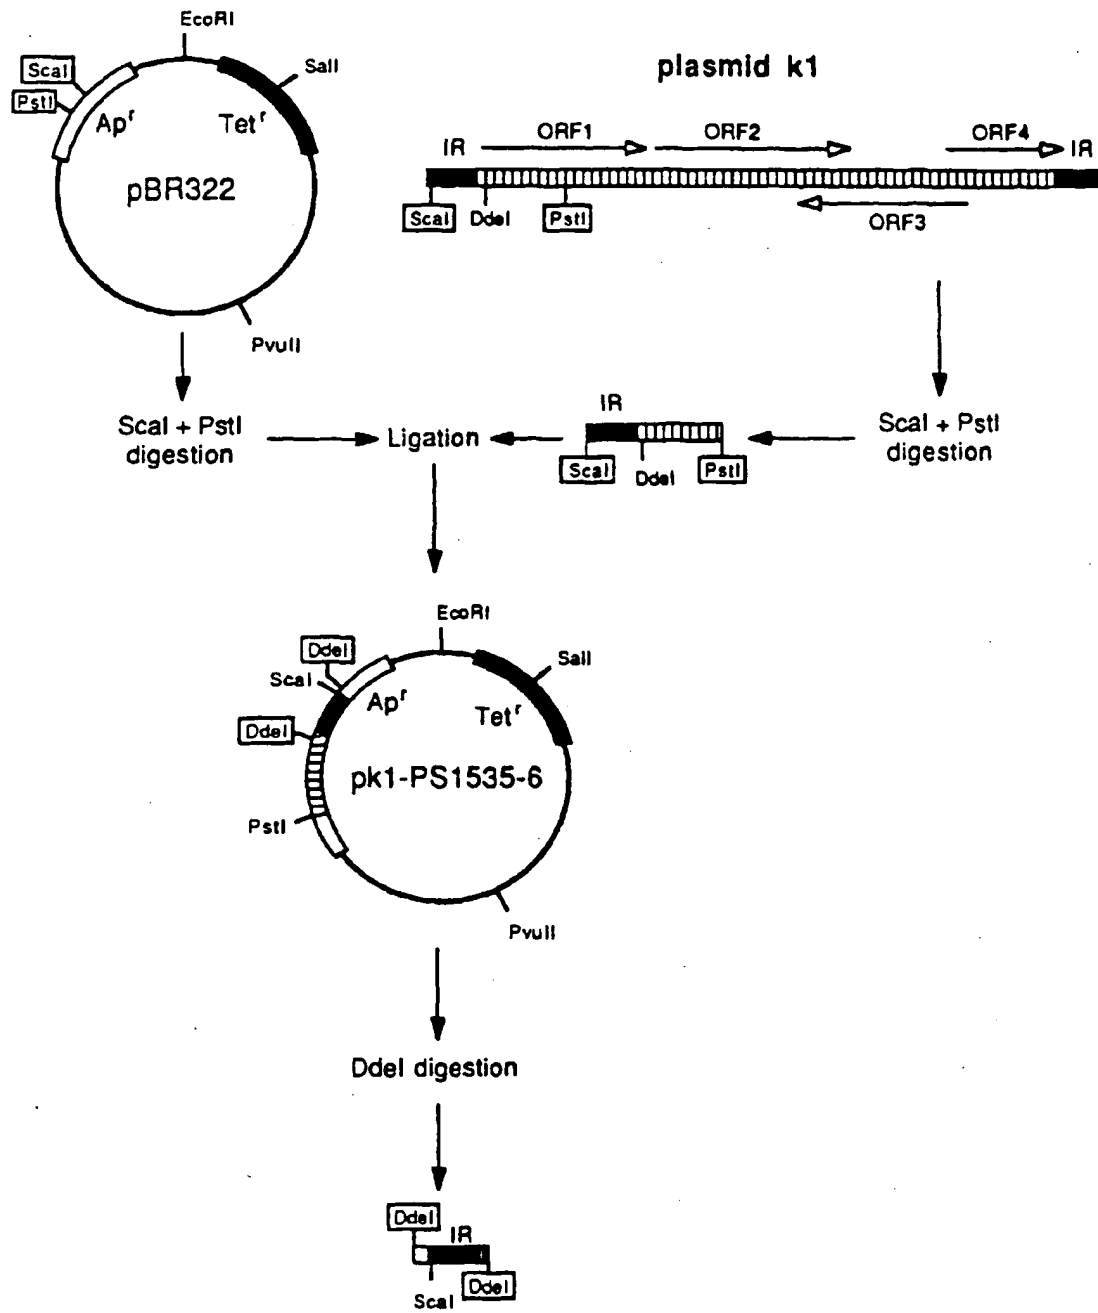 EcoRI
ScaI
SalI
PstI
Ap^r
Tet^r
pBR322
PvuII
plasmid k1
IR
ORF1
ORF2
ORF4
IR
ScaI
DdeI
PstI
ORF3
ScaI + PstI
digestion
Ligation
IR
ScaI
DdeI
PstI
ScaI + PstI
digestion
EcoRI
DdeI
ScaI
SalI
Ap^r
Tet^r
DdeI
pk1-PS1535-6
PstI
PvuII
DdeI digestion
DdeI
IR
ScaI
DdeI